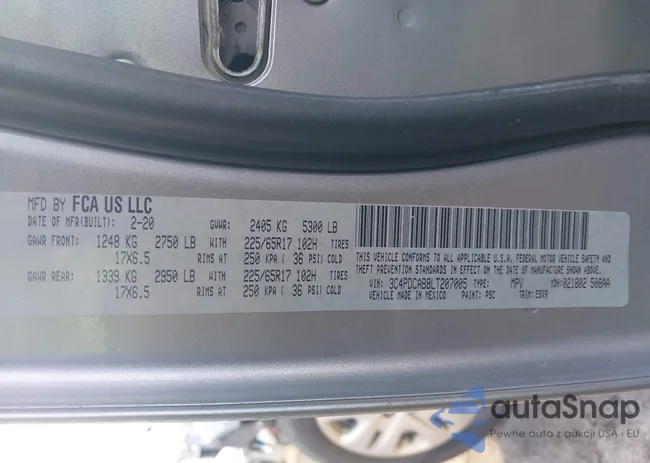 MFD BY FCA US LLC
DATE OF MFR(BUILT): 2-20 GVWR: 2405 KG 5300 LB
GAWR FRONT: 1248 KG 2750 LB WITH 225/65R17 102H TIRES
17X6.5 RIMS AT 250 KPA ( 36 PSI) COLD
GAWR REAR: 1339 KG 2950 LB WITH 225/65R17 102H TIRES
17X6.5 RIMS AT 250 KPA ( 36 PSI) COLD
THIS VEHICLE CONFORMS TO ALL APPLICABLE U.S.A. FEDERAL MOTOR VEHICLE SAFETY AND
THEFT PREVENTION STANDARDS IN EFFECT ON THE DATE OF MANUFACTURE SHOWN ABOVE.
VIN: 3C4PDCAB8LT207005 TYPE: MPV MDH: 021802 508AA
VEHICLE MADE IN MEXICO PAINT: PSC TRIM: E5X9
autoSnap
Pewne auta z aukcji USA i EU